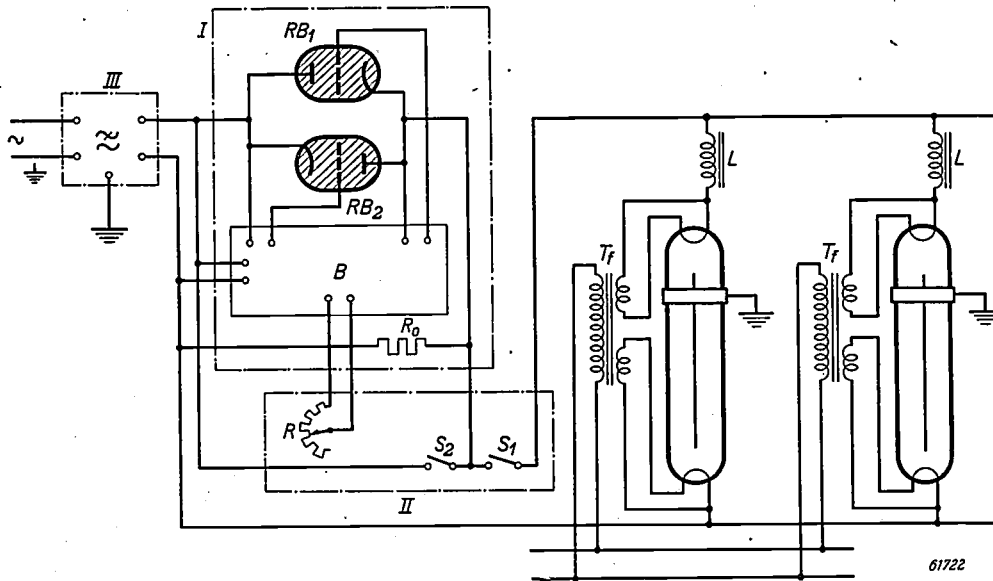 I
RB1
III
~
≈
RB2
B
R0
R
S2
S1
II
L
L
Tf
Tf
61722